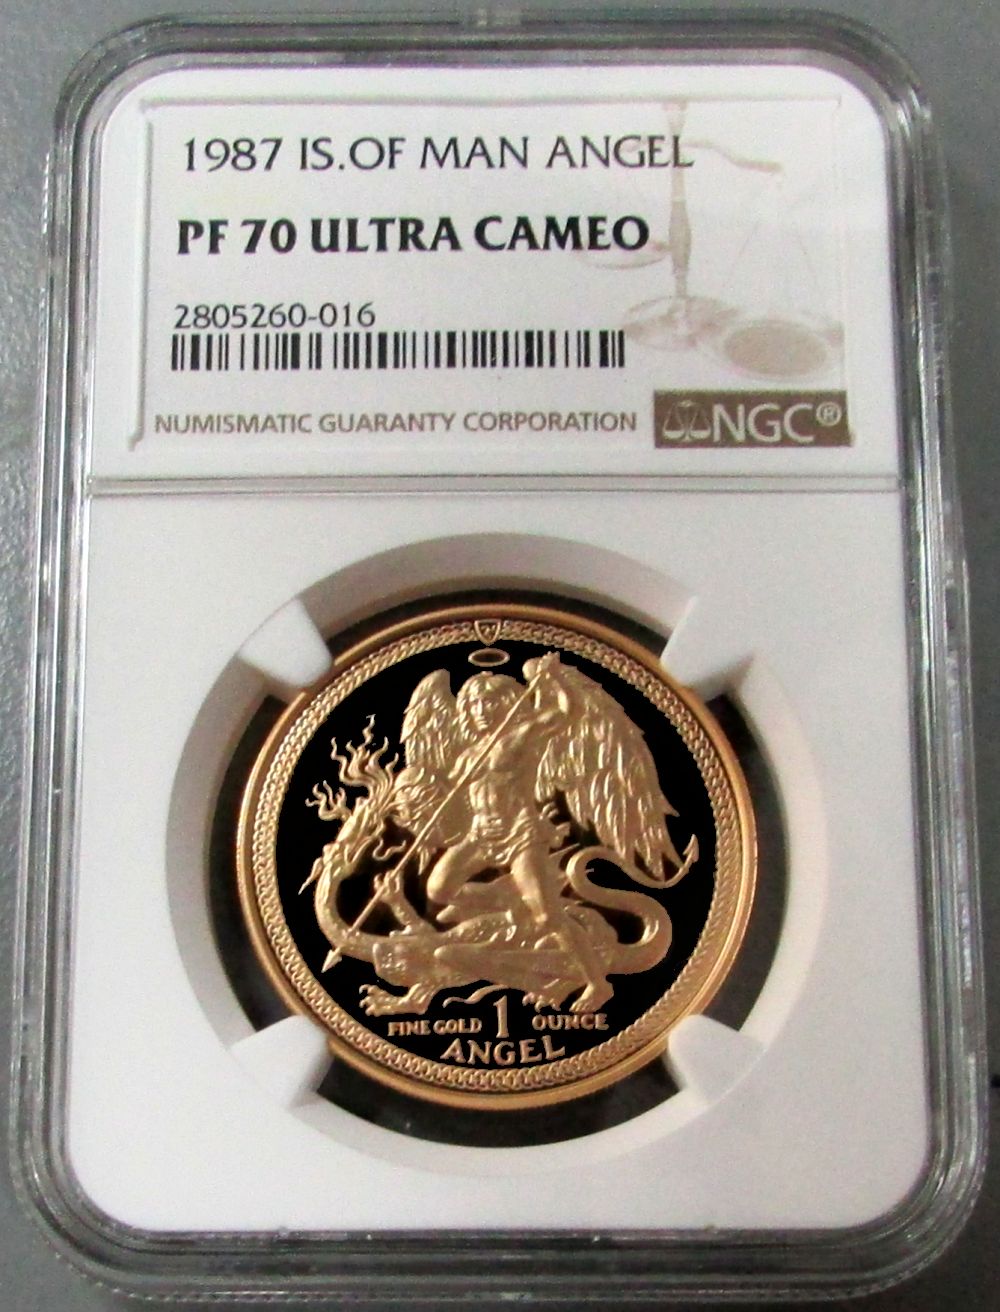 1987 IS.OF MAN ANGEL
PF 70 ULTRA CAMEO
2805260-016
NUMISMATIC GUARANTY CORPORATION NGC®
FINE GOLD 1 OUNCE
ANGEL